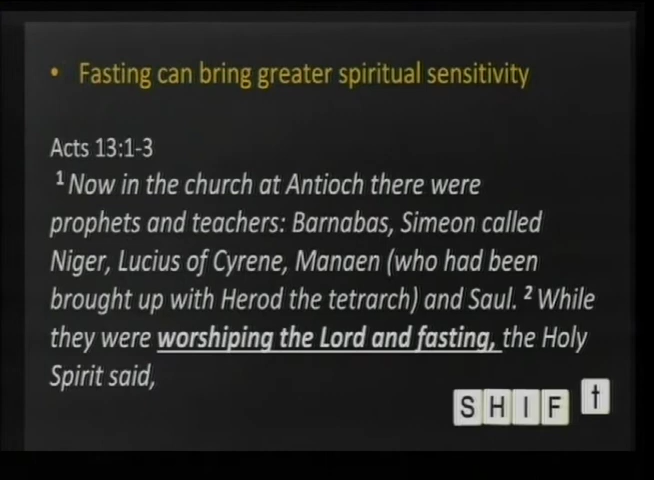 • Fasting can bring greater spiritual sensitivity
Acts 13:1-3
1 Now in the church at Antioch there were
prophets and teachers: Barnabas, Simeon called
Niger, Lucius of Cyrene, Manaen (who had been
brought up with Herod the tetrarch) and Saul. 2 While
they were worshiping the Lord and fasting, the Holy
Spirit said,
SHIFt